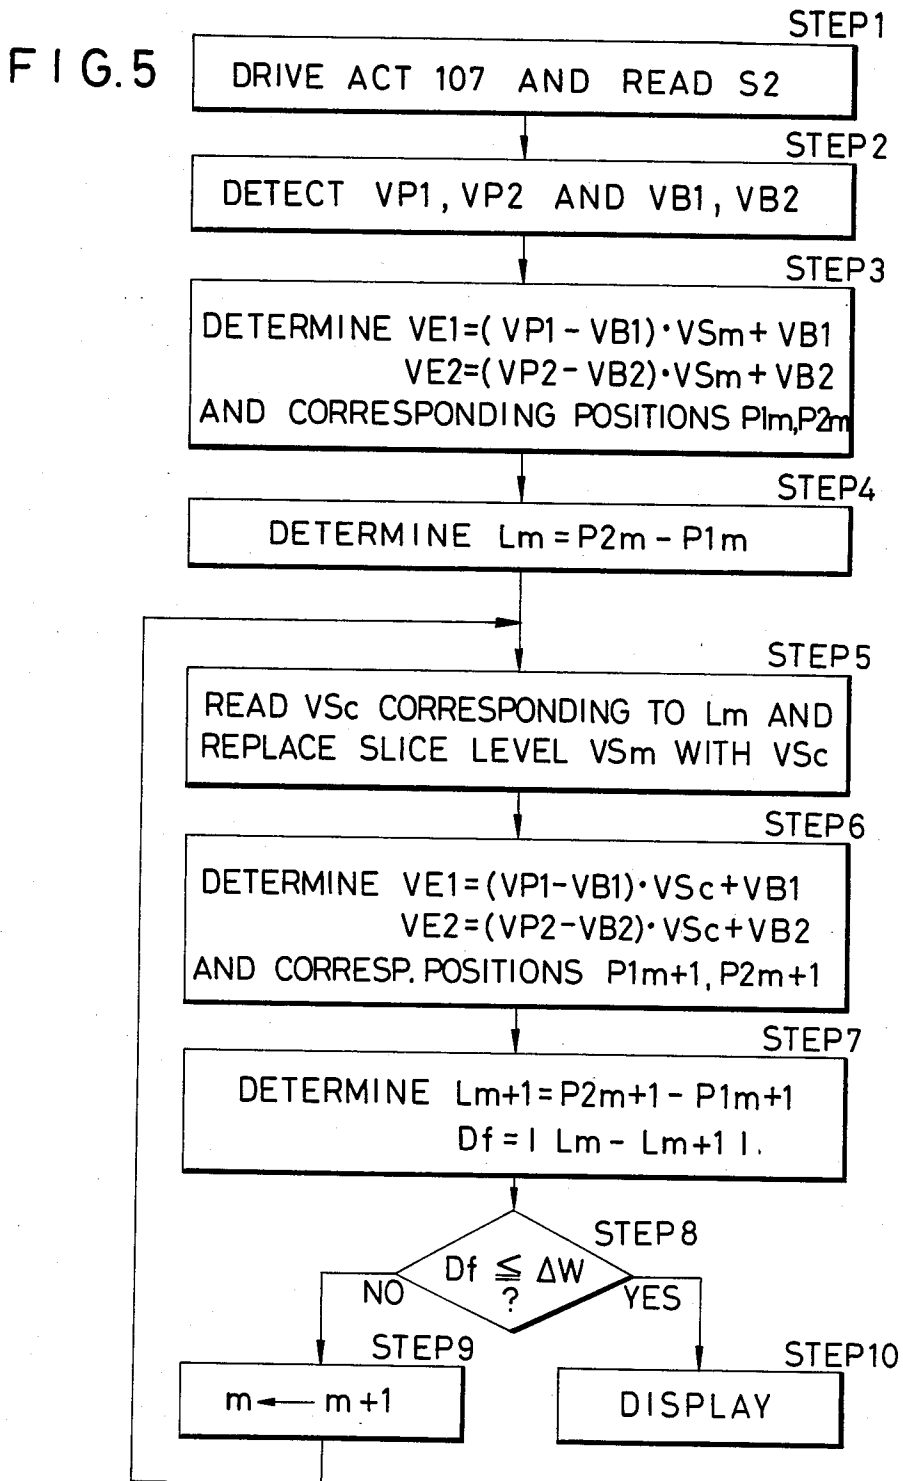 FIG.5
STEP1
DRIVE ACT 107 AND READ S2
STEP2
DETECT VP1, VP2 AND VB1, VB2
STEP3
DETERMINE VE1=(VP1-VB1)·VSm+VB1
VE2=(VP2-VB2)·VSm+VB2
AND CORRESPONDING POSITIONS P1m,P2m
STEP4
DETERMINE Lm=P2m-P1m
STEP5
READ VSc CORRESPONDING TO Lm AND
REPLACE SLICE LEVEL VSm WITH VSc
STEP6
DETERMINE VE1=(VP1-VB1)·VSc+VB1
VE2=(VP2-VB2)·VSc+VB2
AND CORRESP. POSITIONS P1m+1, P2m+1
STEP7
DETERMINE Lm+1=P2m+1-P1m+1
Df=| Lm-Lm+1 |.
STEP8
Df ≦ ΔW
?
NO
YES
STEP9
m ← m+1
STEP10
DISPLAY